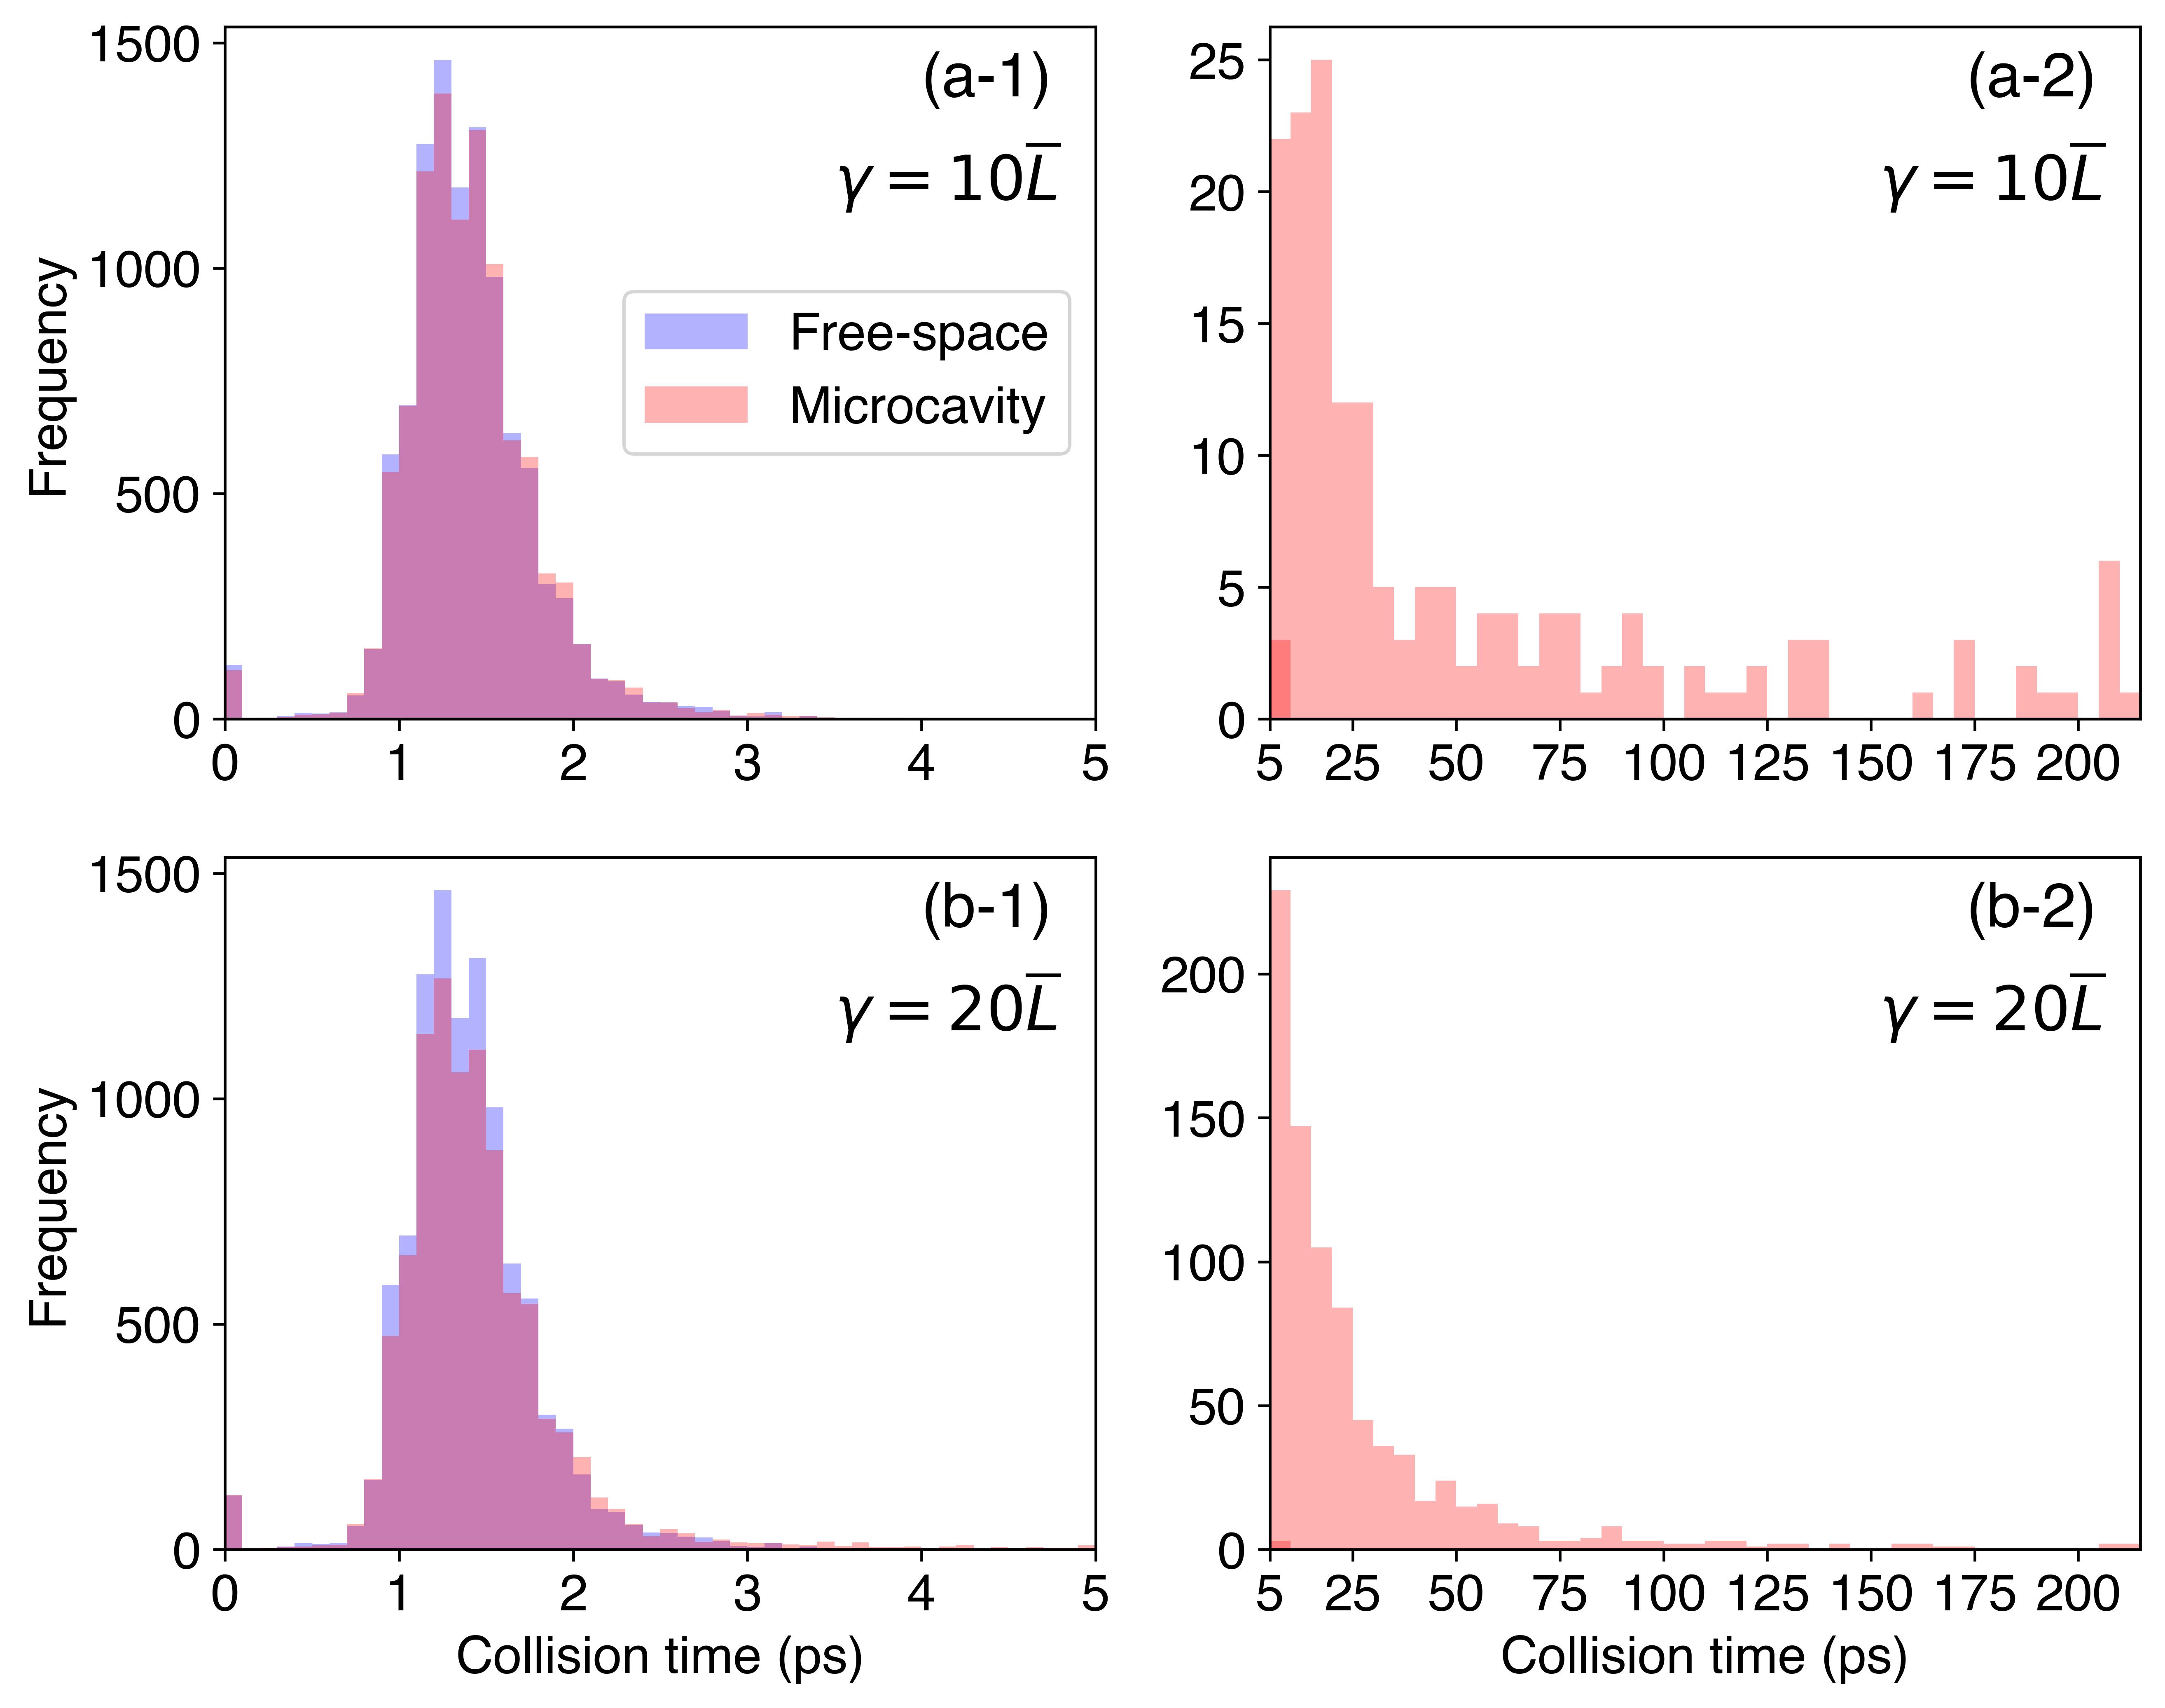 (a-1)
γ = 10L̅
Frequency
1500
1000
500
0
0 1 2 3 4 5
Free-space
Microcavity
(a-2)
γ = 10L̅
25
20
15
10
5
0
5 25 50 75 100 125 150 175 200
(b-1)
γ = 20L̅
Frequency
1500
1000
500
0
0 1 2 3 4 5
Collision time (ps)
(b-2)
γ = 20L̅
200
150
100
50
0
5 25 50 75 100 125 150 175 200
Collision time (ps)